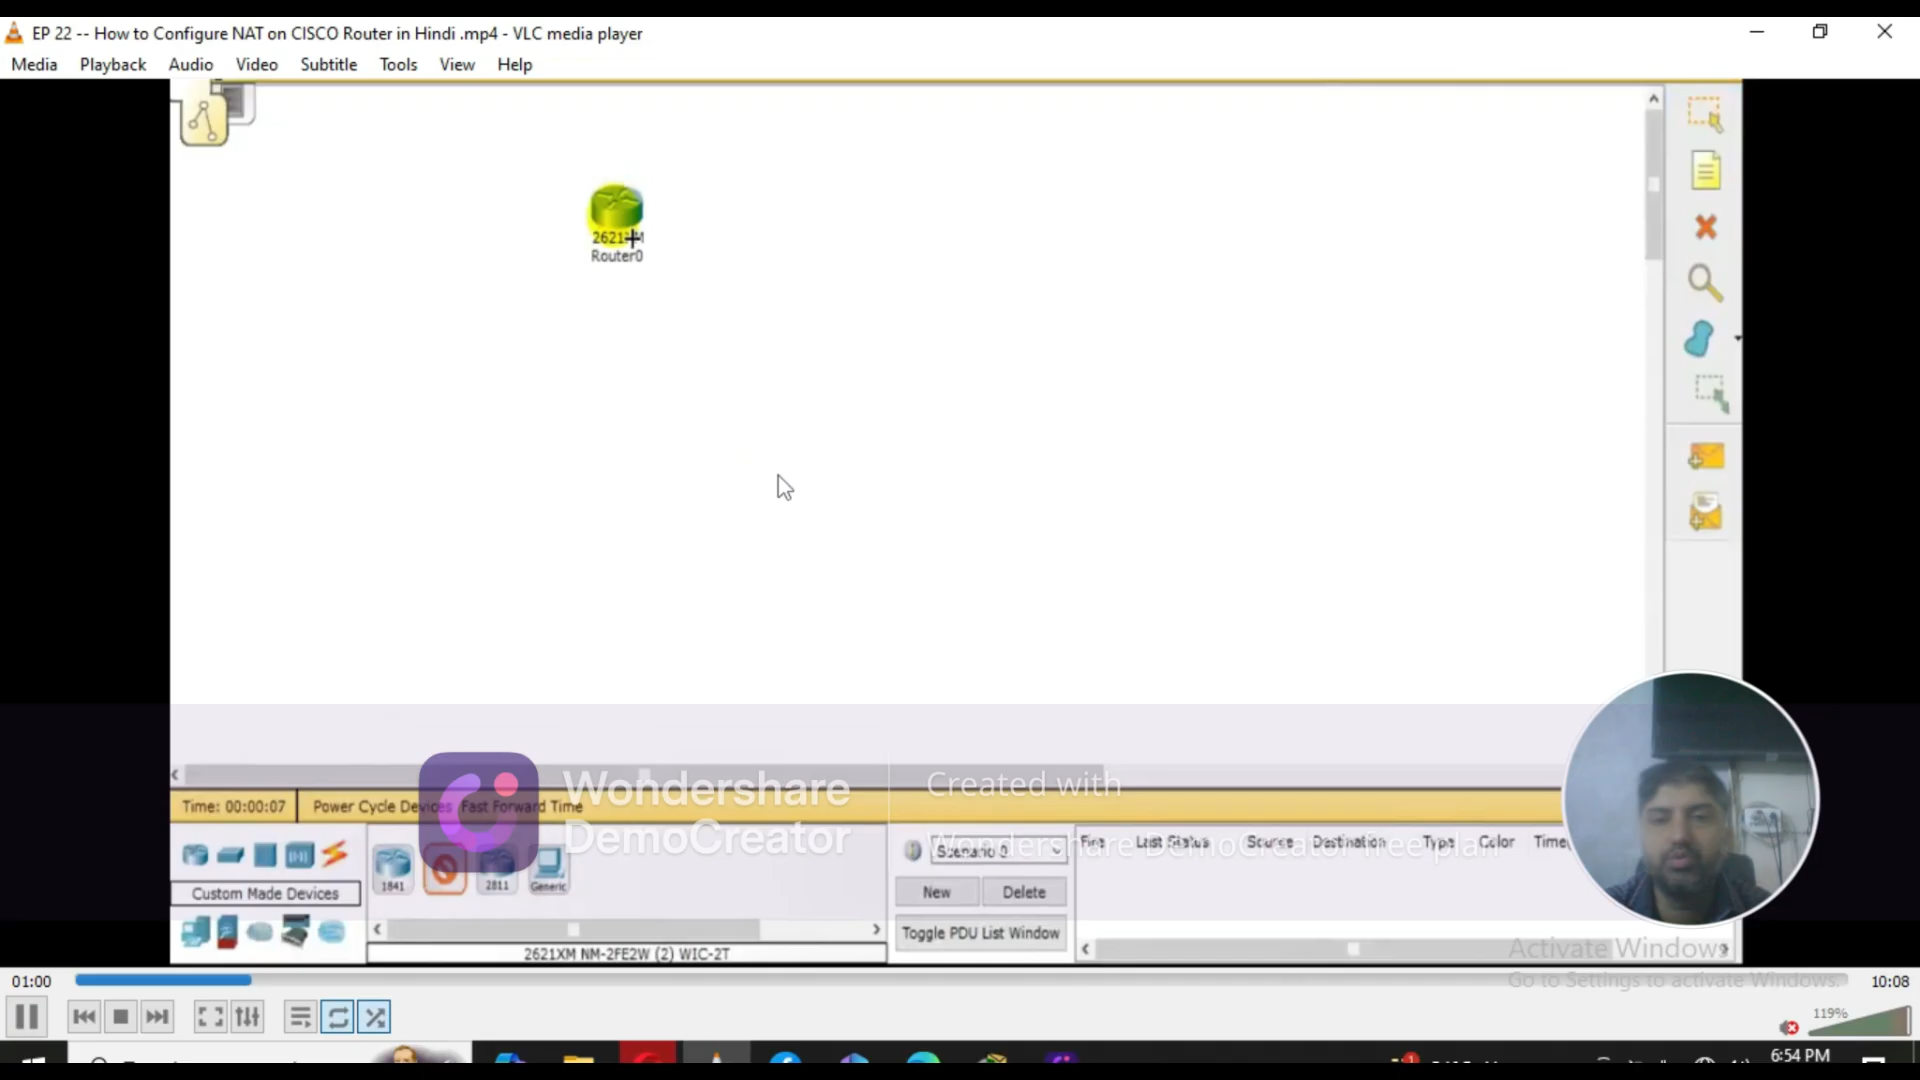 EP 22 -- How to Configure NAT on CISCO Router in Hindi .mp4 - VLC media player
Media Playback Audio Video Subtitle Tools View Help
Router0
Wondershare
DemoCreator
Created with
Wondershare DemoCreator free plan
Time: 00:00:07 Power Cycle Devices Fast Forward Time
Scenario 0
Fire Last Status Source Destination Type Color
1841 2811 Generic
Custom Made Devices
New Delete
Toggle PDU List Window
2621XM NM-2FE2W (2) WIC-2T
Activate Windows
Go to Settings to activate Windows.
01:00 10:08
119%
6:54 PM